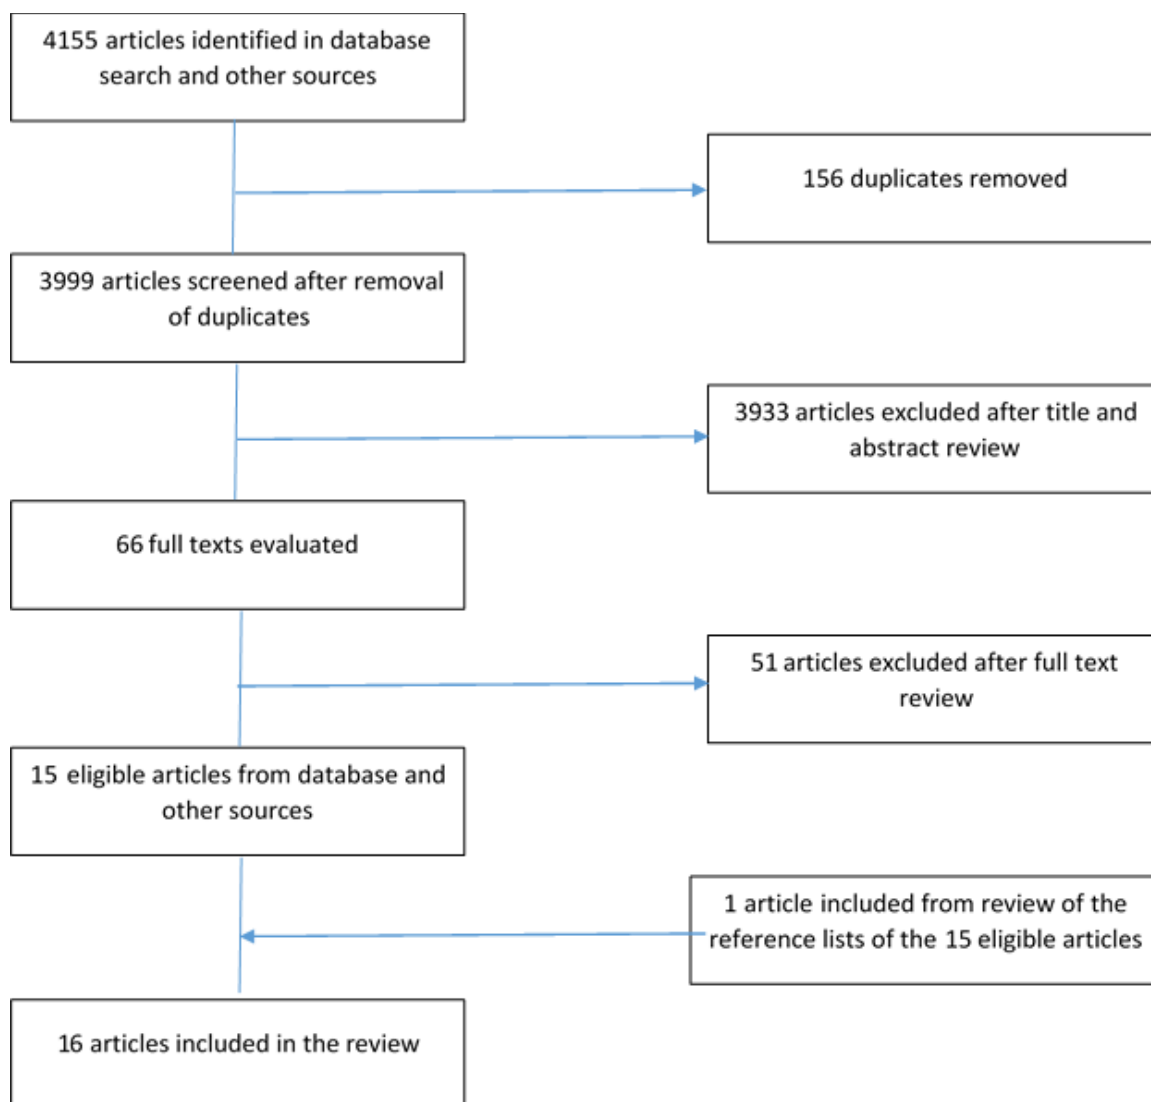 4155 articles identified in database
search and other sources
156 duplicates removed
3999 articles screened after removal
of duplicates
3933 articles excluded after title and
abstract review
66 full texts evaluated
51 articles excluded after full text
review
15 eligible articles from database and
other sources
1 article included from review of the
reference lists of the 15 eligible articles
16 articles included in the review